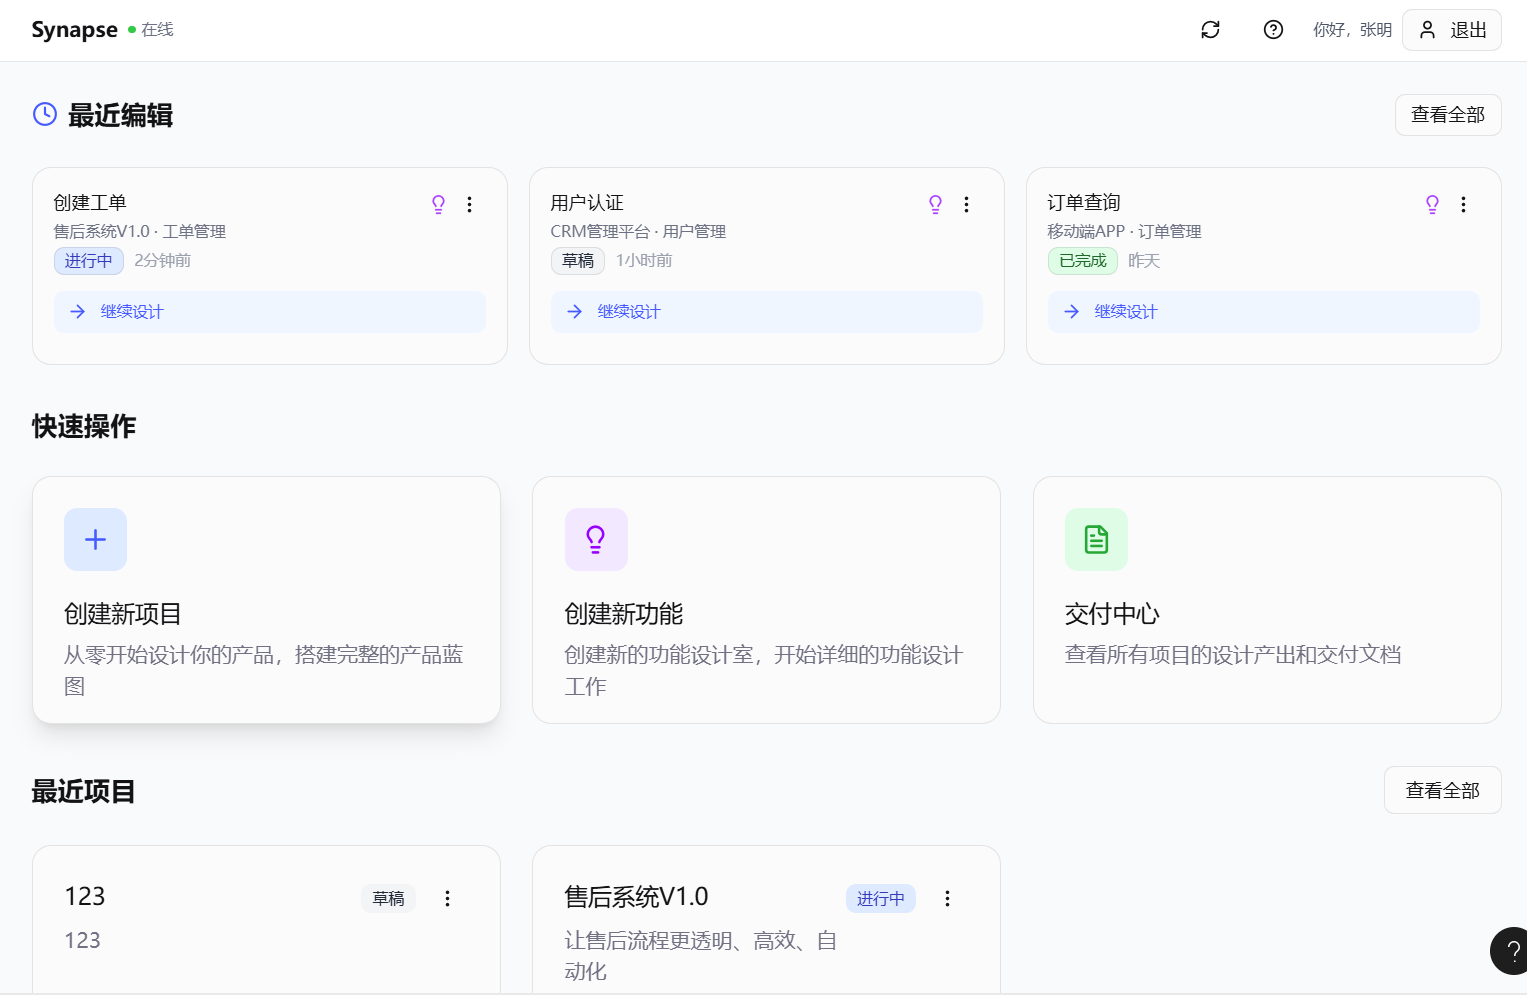 Synapse 在线 你好，张明 退出
最近编辑 查看全部
创建工单
售后系统V1.0 · 工单管理
进行中 2分钟前
继续设计
用户认证
CRM管理平台 · 用户管理
草稿 1小时前
继续设计
订单查询
移动端APP · 订单管理
已完成 昨天
继续设计
快速操作
创建新项目
从零开始设计你的产品，搭建完整的产品蓝
图
创建新功能
创建新的功能设计室，开始详细的功能设计
工作
交付中心
查看所有项目的设计产出和交付文档
最近项目 查看全部
123 草稿
123
售后系统V1.0 进行中
让售后流程更透明、高效、自
动化
?